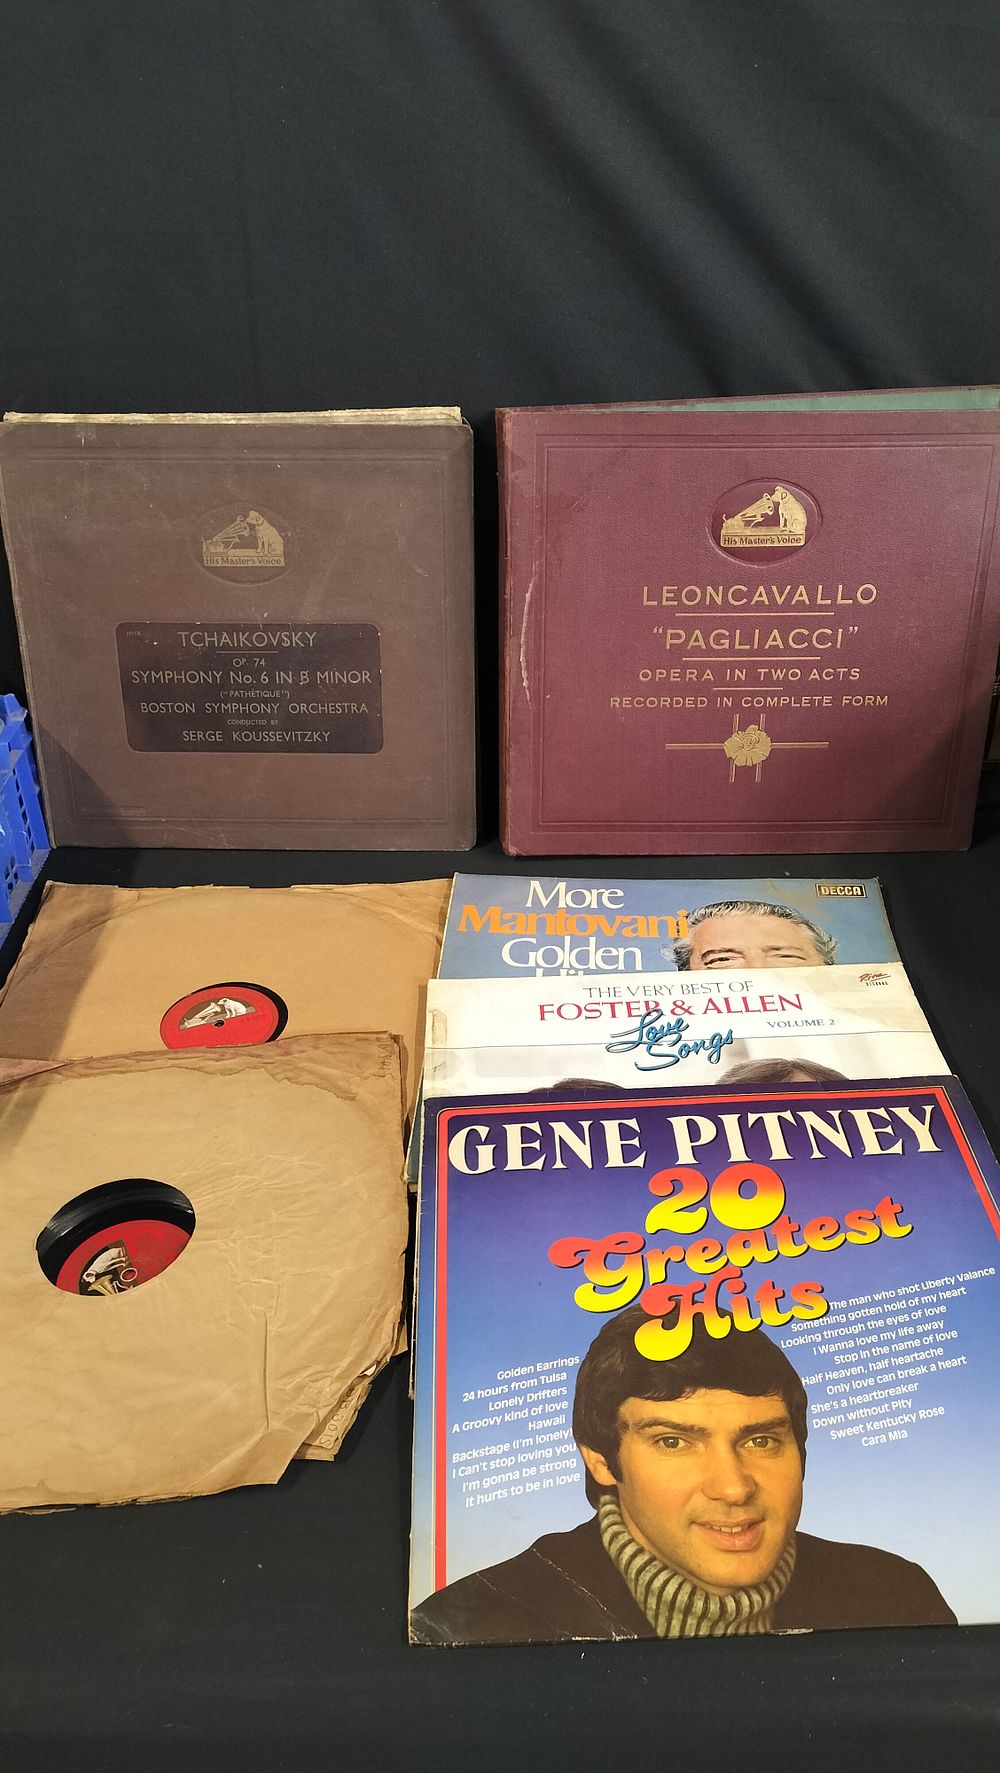 His Master's Voice
TCHAIKOVSKY
OP. 74
SYMPHONY No. 6 IN B MINOR
("PATHÉTIQUE")
BOSTON SYMPHONY ORCHESTRA
CONDUCTED BY
SERGE KOUSSEVITZKY
His Master's Voice
LEONCAVALLO
"PAGLIACCI"
OPERA IN TWO ACTS
RECORDED IN COMPLETE FORM
More
Mantovani
Golden
DECCA
THE VERY BEST OF
FOSTER & ALLEN
Love
Songs
VOLUME 2
RECORDS
GENE PITNEY
20
Greatest
Hits
Golden Earrings
24 hours from Tulsa
Lonely Drifters
A Groovy kind of love
Hawaii
Backstage (I'm lonely)
I Can't stop loving you
I'm gonna be strong
It hurts to be in love
The man who shot Liberty Valance
Something gotten hold of my heart
Looking through the eyes of love
I Wanna love my life away
Stop in the name of love
Half Heaven, half heartache
Only love can break a heart
She's a heartbreaker
Down without Pity
Sweet Kentucky Rose
Cara Mia